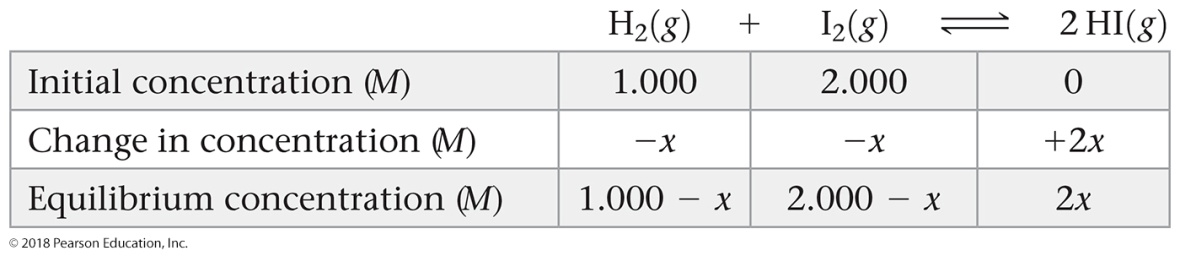 H₂(g) + I₂(g) ⇌ 2 HI(g)
Initial concentration (M) 1.000 2.000 0
Change in concentration (M) −x −x +2x
Equilibrium concentration (M) 1.000 − x 2.000 − x 2x
© 2018 Pearson Education, Inc.